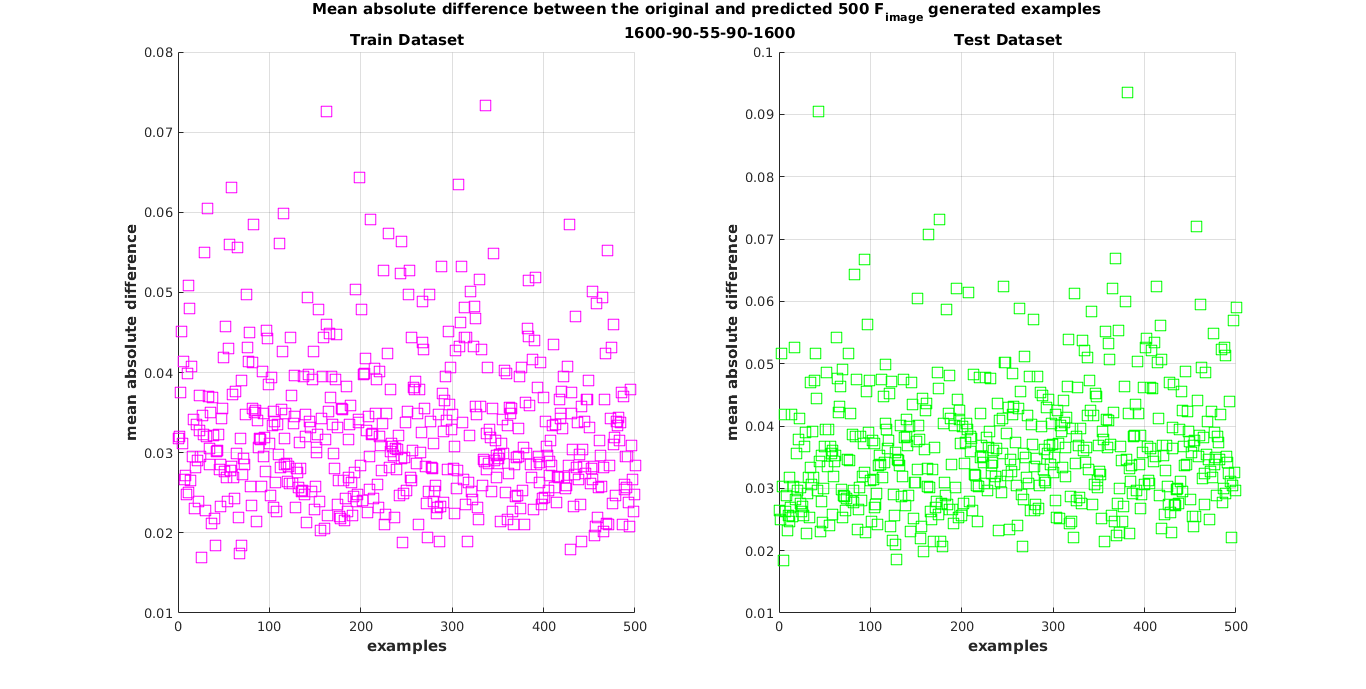 Mean absolute difference between the original and predicted 500 F_image generated examples
1600-90-55-90-1600
Train Dataset
0.08
0.07
0.06
0.05
0.04
0.03
0.02
0.01
mean absolute difference
0 100 200 300 400 500
examples
Test Dataset
0.1
0.09
0.08
0.07
0.06
0.05
0.04
0.03
0.02
0.01
mean absolute difference
0 100 200 300 400 500
examples